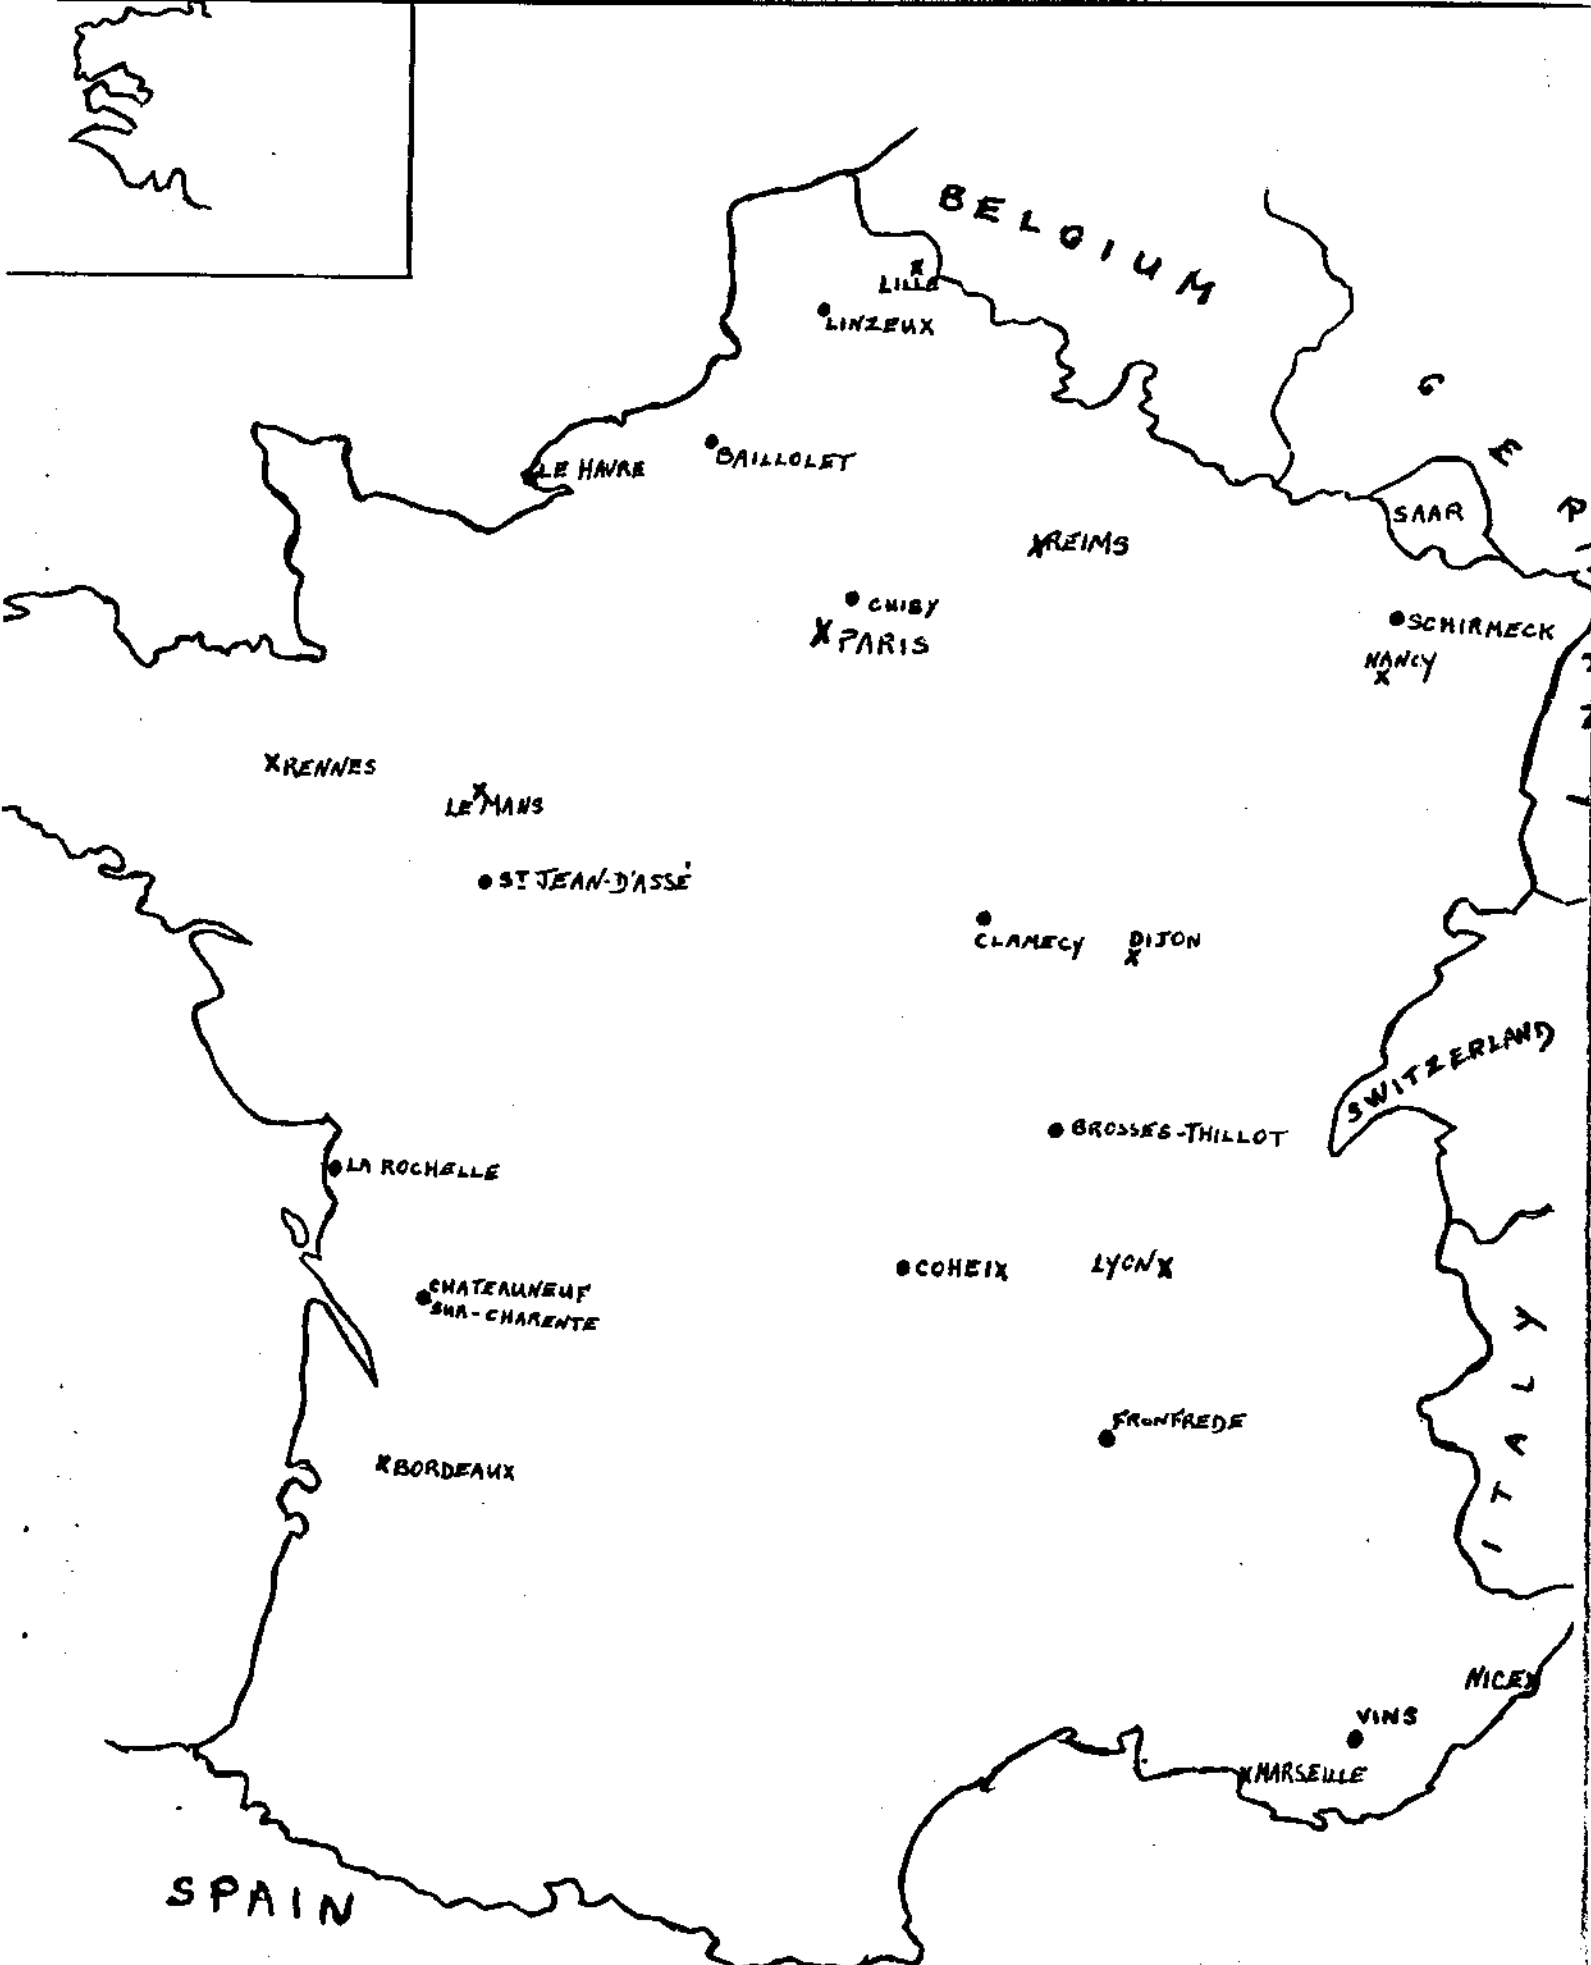 BELGIUM
LILLE
LINZEUX
LE HAVRE
BAILLOLET
SAAR
REIMS
CHIBY
PARIS
SCHIRMECK
NANCY
RENNES
LE MANS
ST JEAN-D'ASSÉ
CLAMECY
DIJON
SWITZERLAND
BROSSES-THILLOT
LA ROCHELLE
COHEIX
LYON
CHATEAUNEUF
SUR-CHARENTE
FRONFREDE
BORDEAUX
ITALY
NICE
VINS
MARSEILLE
SPAIN